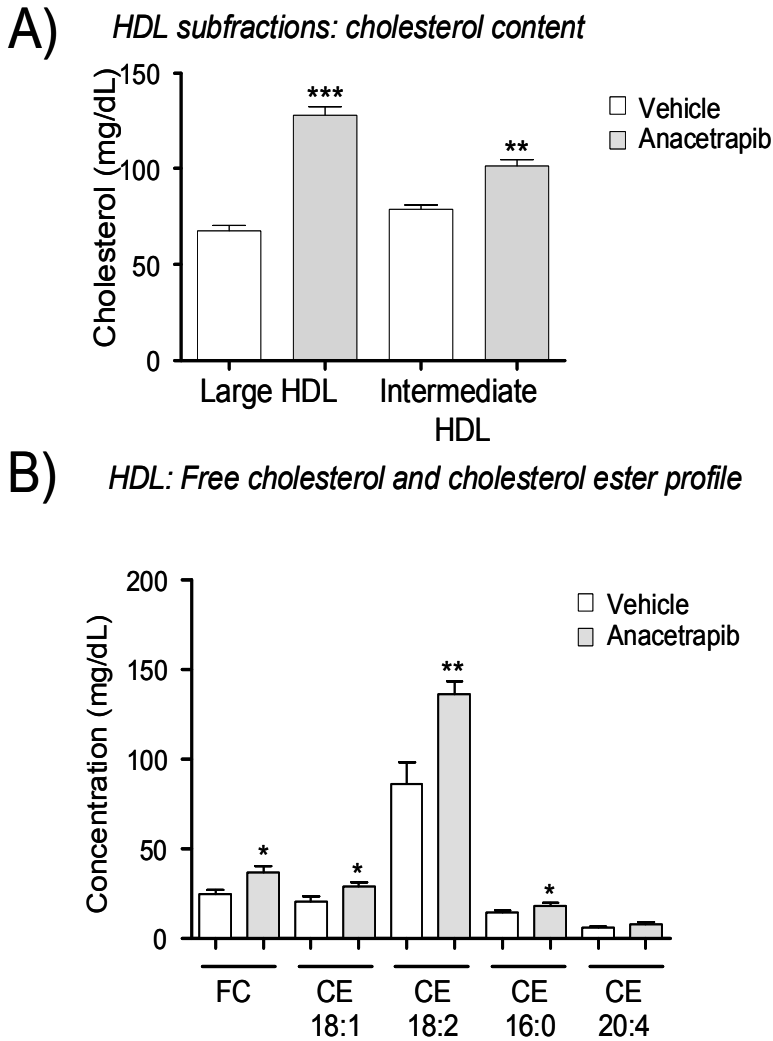 A)
HDL subfractions: cholesterol content
Cholesterol (mg/dL)
150
100
50
0
***
**
Vehicle
Anacetrapib
Large HDL
Intermediate
HDL
B)
HDL: Free cholesterol and cholesterol ester profile
Concentration (mg/dL)
200
150
100
50
0
Vehicle
Anacetrapib
*
*
**
*
FC
CE
18:1
CE
18:2
CE
16:0
CE
20:4